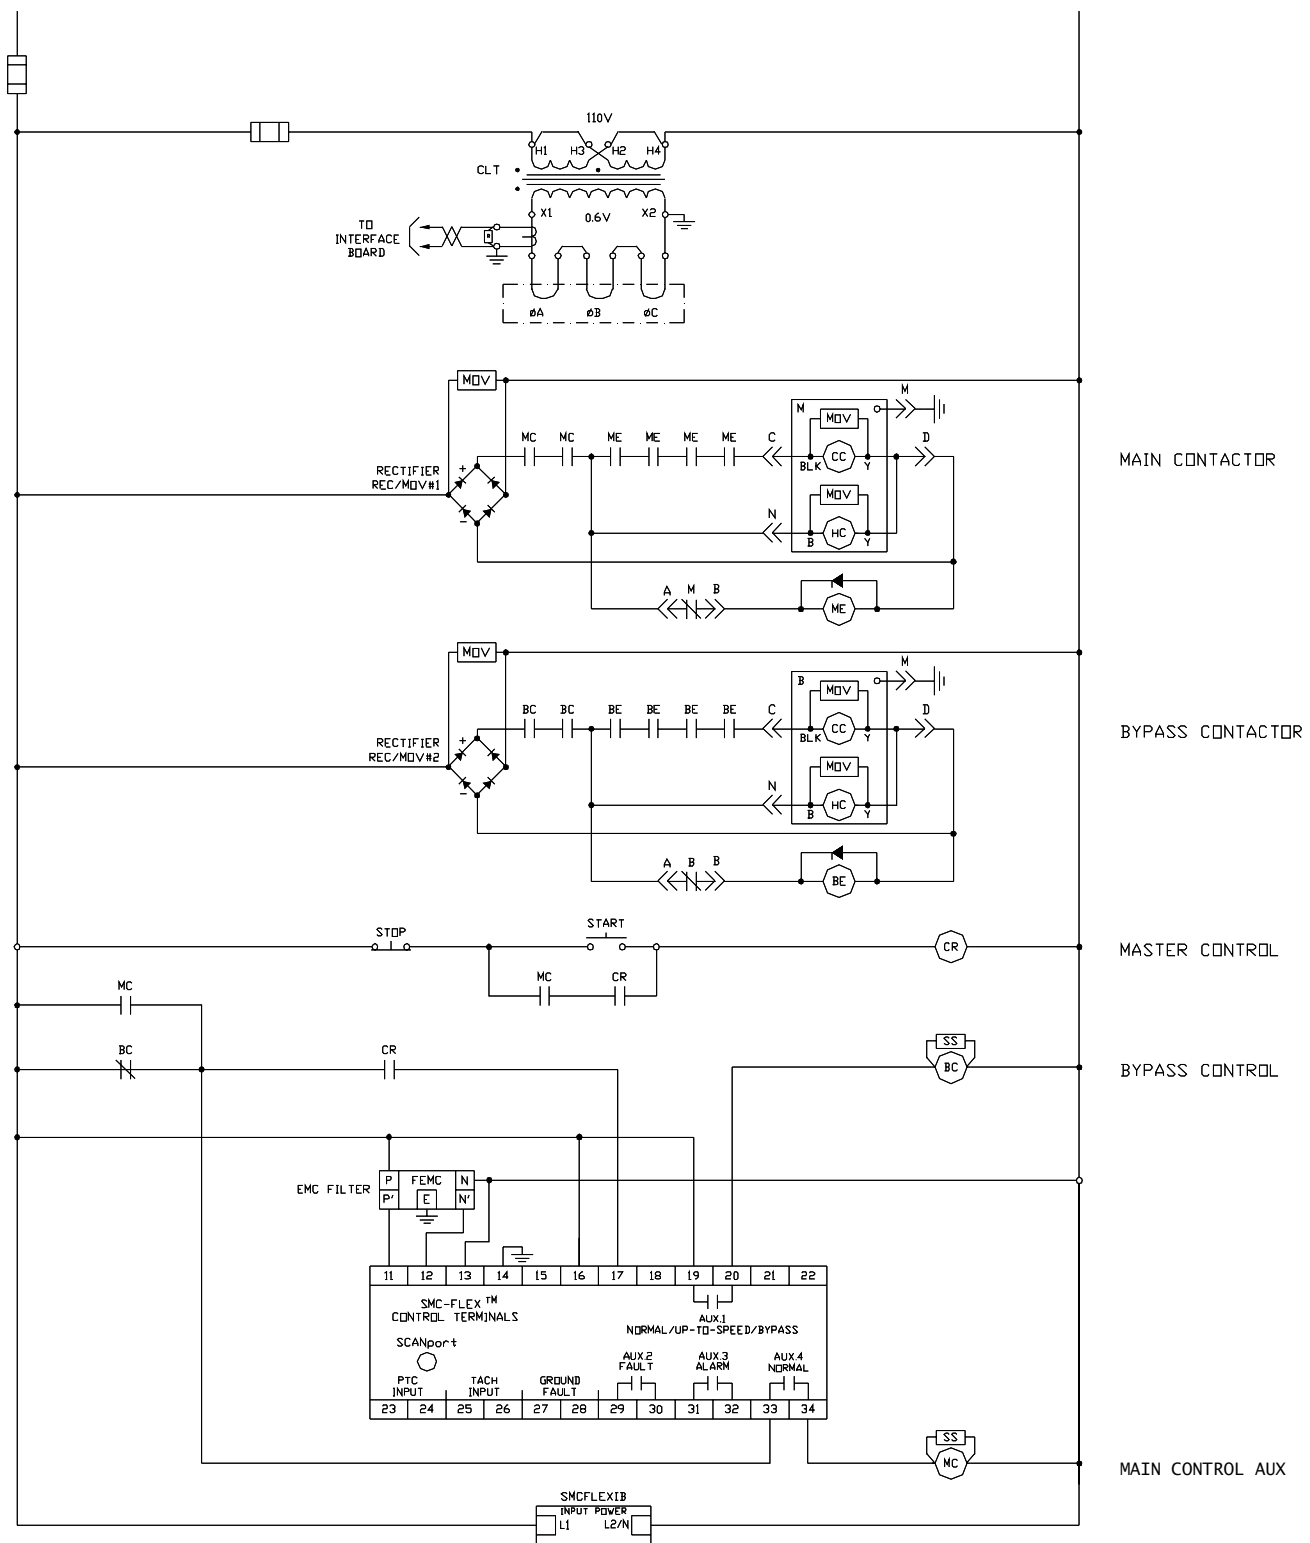 110V
H1 H3 H2 H4
CLT
X1 0.6V X2
TO
INTERFACE
BOARD
R
ØA ØB ØC
MOV
M M
MOV
MC MC ME ME ME ME C CC D
BLK Y
MAIN CONTACTOR
RECTIFIER
REC/MOV#1
+
-
MOV
N HC
B Y
A M B
ME
MOV
B M
MOV
BC BC BE BE BE BE C CC D
BLK Y
BYPASS CONTACTOR
RECTIFIER
REC/MOV#2
+
-
MOV
N HC
B Y
A B B
BE
STOP START
CR
MASTER CONTROL
MC CR
MC
BC CR
SS
BC
BYPASS CONTROL
EMC FILTER
P FEMC N
P' E N'
11 12 13 14 15 16 17 18 19 20 21 22
SMC-FLEX TM
CONTROL TERMINALS
AUX.1
NORMAL/UP-TO-SPEED/BYPASS
SCANport
AUX.2
FAULT
AUX.3
ALARM
AUX.4
NORMAL
PTC
INPUT
TACH
INPUT
GROUND
FAULT
23 24 25 26 27 28 29 30 31 32 33 34
SS
MC
MAIN CONTROL AUX
SMCFLEXIB
INPUT POWER
L1 L2/N